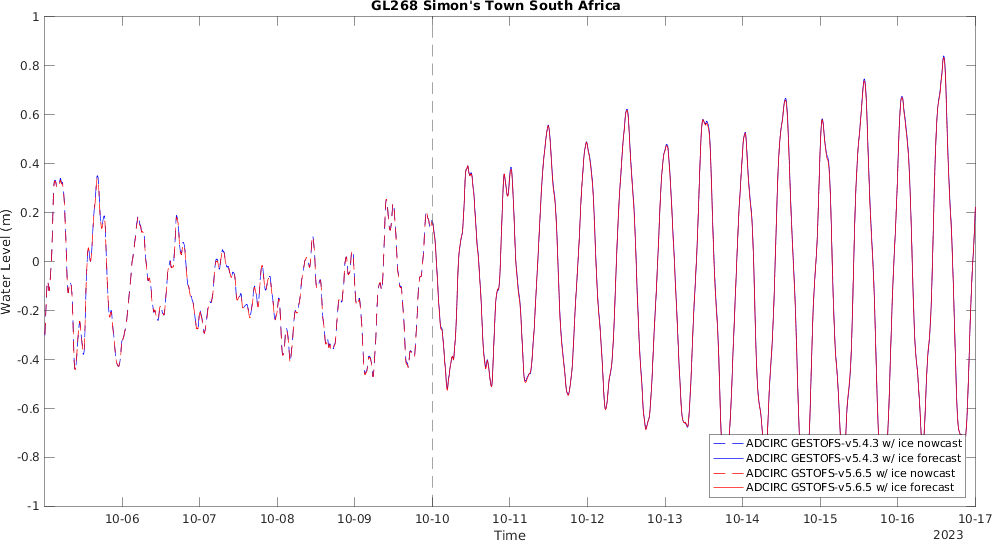 GL268 Simon's Town South Africa
1
0.8
0.6
0.4
0.2
0
-0.2
-0.4
-0.6
-0.8
-1
Water Level (m)
ADCIRC GESTOFS-v5.4.3 w/ ice nowcast
ADCIRC GESTOFS-v5.4.3 w/ ice forecast
ADCIRC GSTOFS-v5.6.5 w/ ice nowcast
ADCIRC GSTOFS-v5.6.5 w/ ice forecast
10-06 10-07 10-08 10-09 10-10 10-11 10-12 10-13 10-14 10-15 10-16 10-17
Time
2023